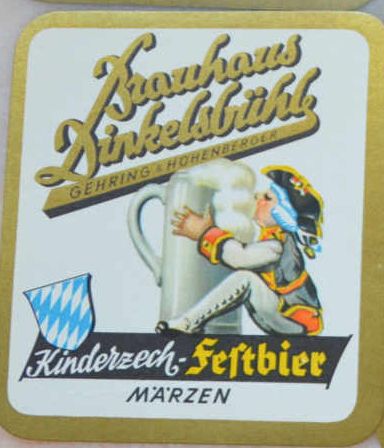 Brauhaus
Dinkelsbühl
GEHRING & HOHENBERGER
Kinderzech-Festbier
MÄRZEN